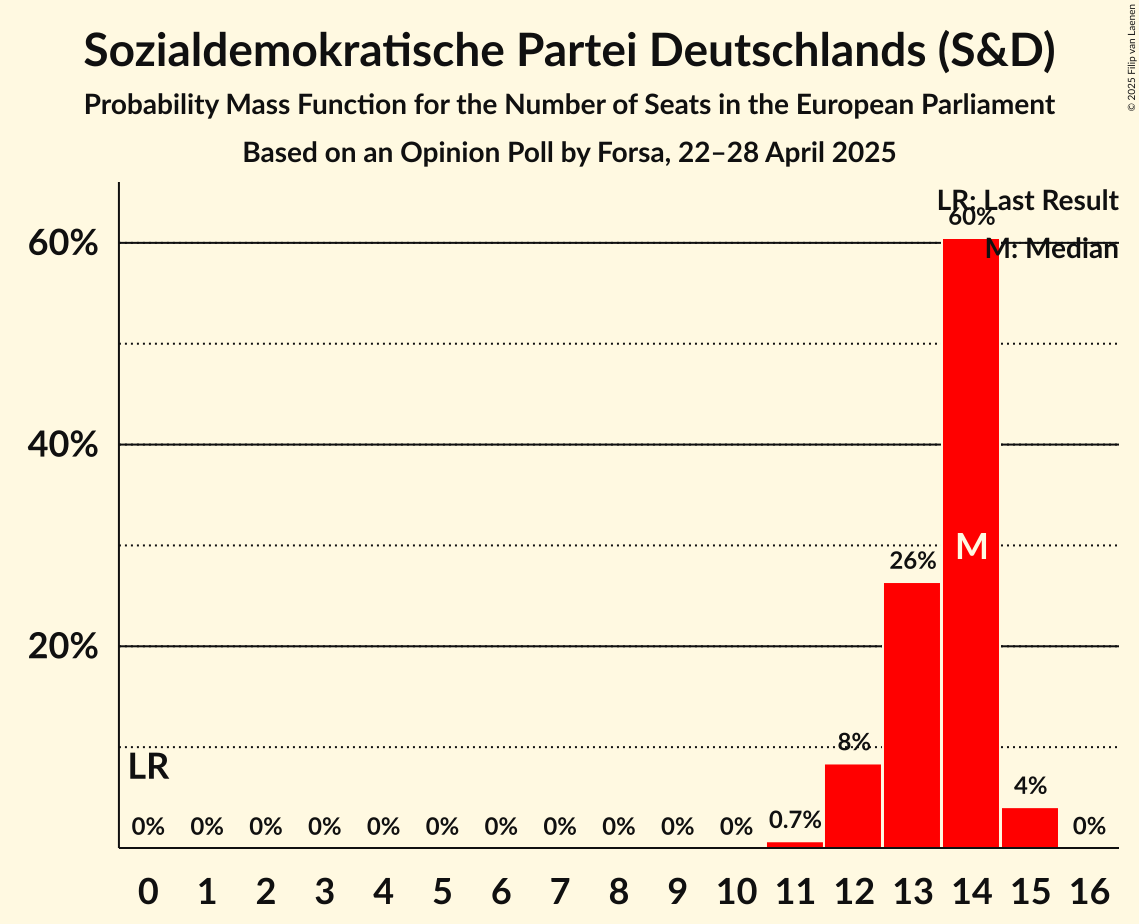 Sozialdemokratische Partei Deutschlands (S&D)
Probability Mass Function for the Number of Seats in the European Parliament
Based on an Opinion Poll by Forsa, 22–28 April 2025
© 2025 Filip van Laenen
LR: Last Result
M: Median
60%
40%
20%
LR
0% 0% 0% 0% 0% 0% 0% 0% 0% 0% 0% 0.7% 8% 26% 60% 4% 0%
M
0 1 2 3 4 5 6 7 8 9 10 11 12 13 14 15 16